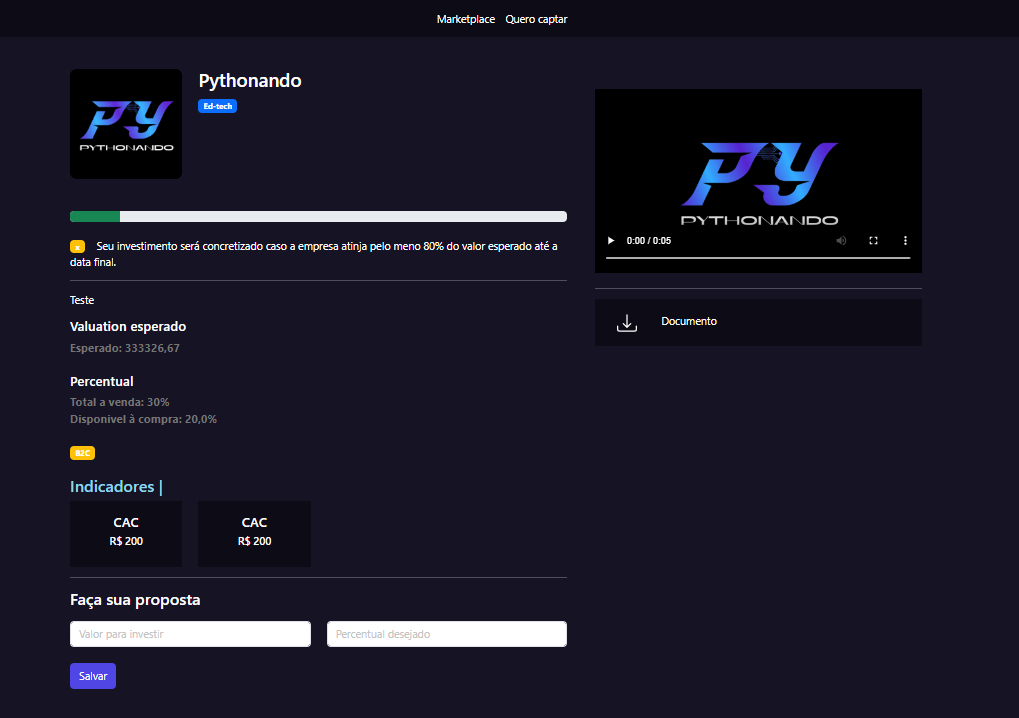 Marketplace Quero captar
PYTHONANDO
Pythonando
Ed-tech
x Seu investimento será concretizado caso a empresa atinja pelo menos 80% do valor esperado até a
data final.
Teste
Valuation esperado
Esperado: 333326,67
Percentual
Total a venda: 30%
Disponivel à compra: 20,0%
B2C
Indicadores |
CAC
R$ 200
CAC
R$ 200
Faça sua proposta
Valor para investir
Percentual desejado
Salvar
PY
PYTHONANDO
0:00 / 0:05
Documento